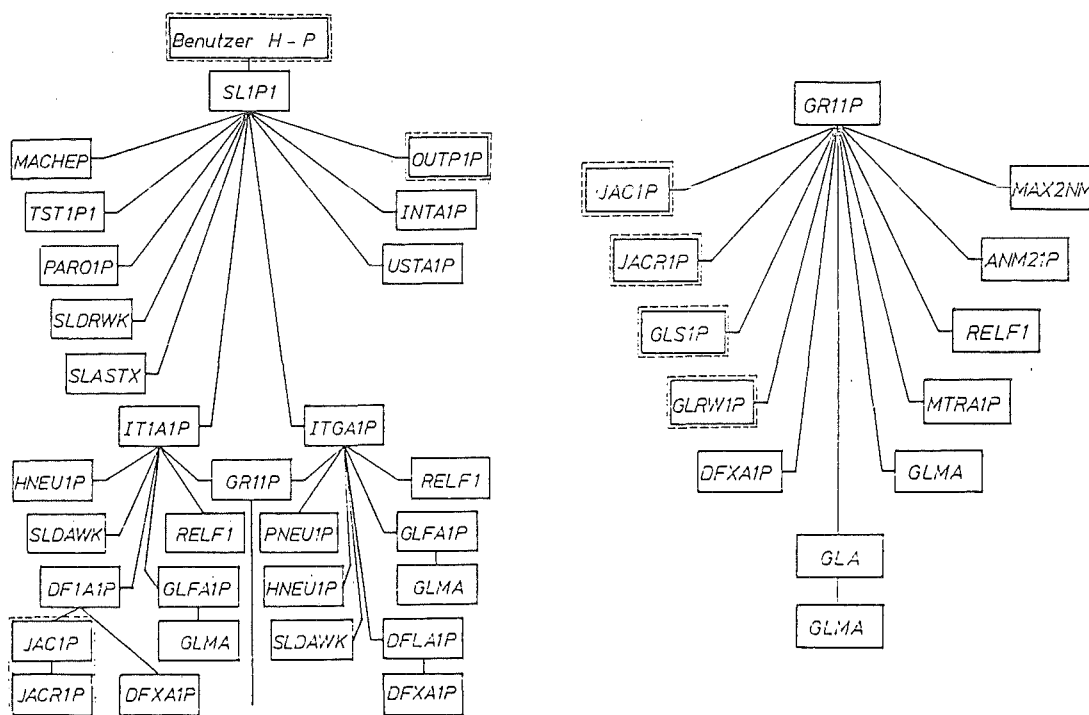 Benutzer H-P
SL1P1
MACHEP
OUTP1P
TST1P1
INTA1P
PARO1P
USTA1P
SLDRWK
SLASTX
IT1A1P
ITGA1P
HNEU1P
GR11P
RELF1
SLDAWK
RELF1
PNEU1P
GLFA1P
DF1A1P
GLFA1P
HNEU1P
GLMA
JAC1P
GLMA
SLDAWK
DFLA1P
JACR1P
DFXA1P
DFXA1P
GR11P
JAC1P
MAX2NM
JACR1P
ANM21P
GLS1P
RELF1
GLRW1P
MTRA1P
DFXA1P
GLMA
GLA
GLMA